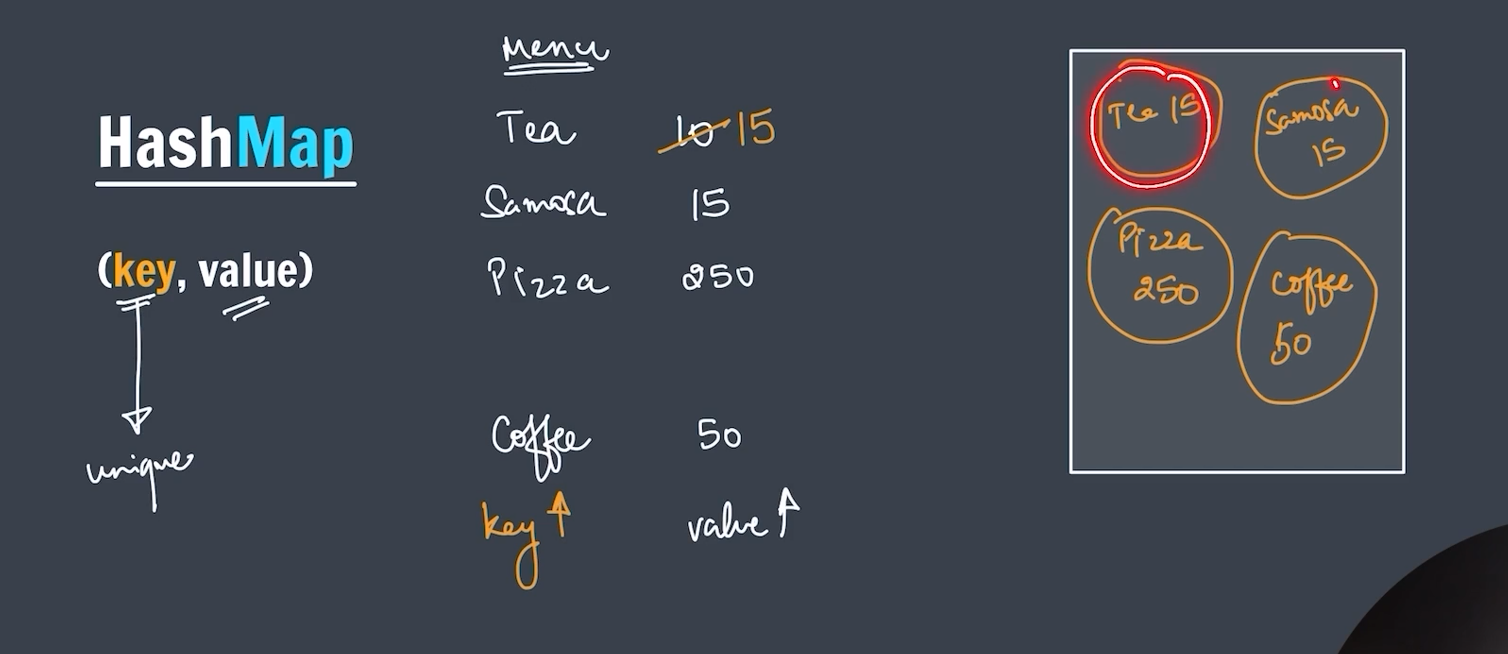 HashMap
(key, value)
unique
Menu
Tea 10 15
Samosa 15
Pizza 250
Coffee 50
key value
Tea 15
Samosa
15
Pizza
250
Coffee
50